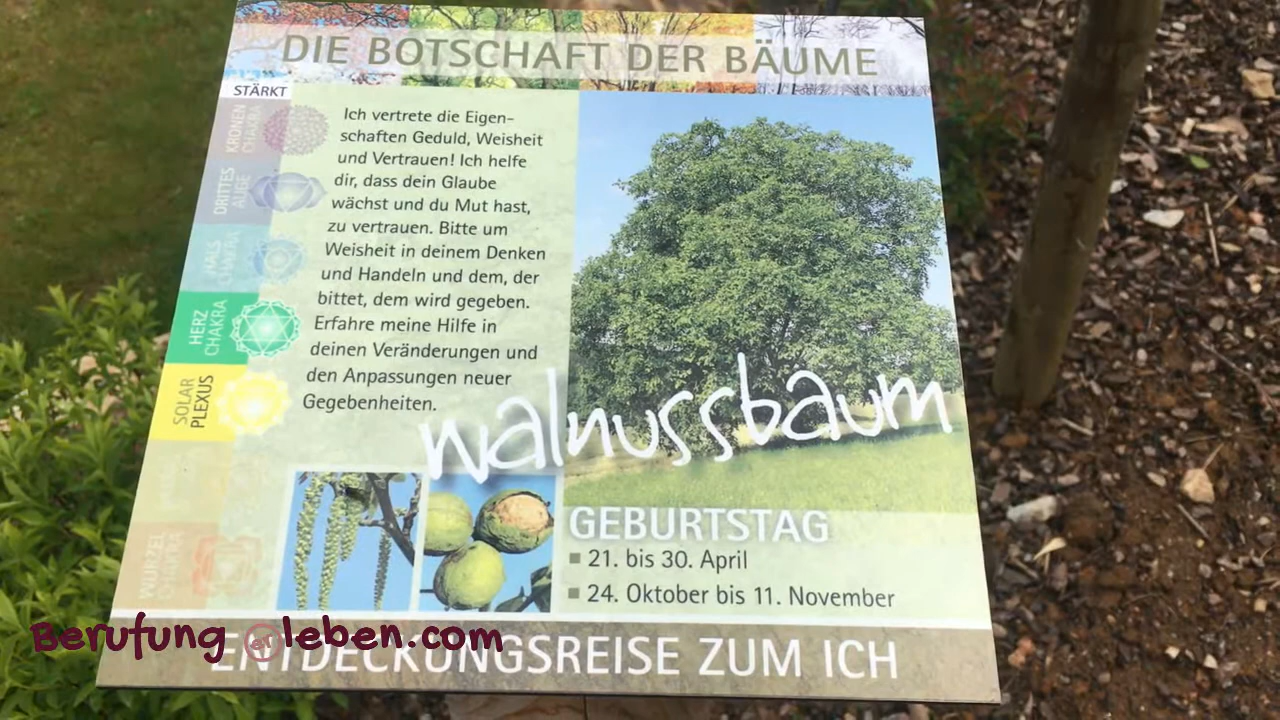 DIE BOTSCHAFT DER BÄUME
STÄRKT
KRONEN
CHAKRA
DRITTES
AUGE
HALS
CHAKRA
HERZ
CHAKRA
SOLAR
PLEXUS
WURZEL
CHAKRA
Ich vertrete die Eigen-
schaften Geduld, Weisheit
und Vertrauen! Ich helfe
dir, dass dein Glaube
wächst und du Mut hast,
zu vertrauen. Bitte um
Weisheit in deinem Denken
und Handeln und dem, der
bittet, dem wird gegeben.
Erfahre meine Hilfe in
deinen Veränderungen und
den Anpassungen neuer
Gegebenheiten.
walnussbaum
GEBURTSTAG
21. bis 30. April
24. Oktober bis 11. November
ENTDECKUNGSREISE ZUM ICH
Berufung erleben.com